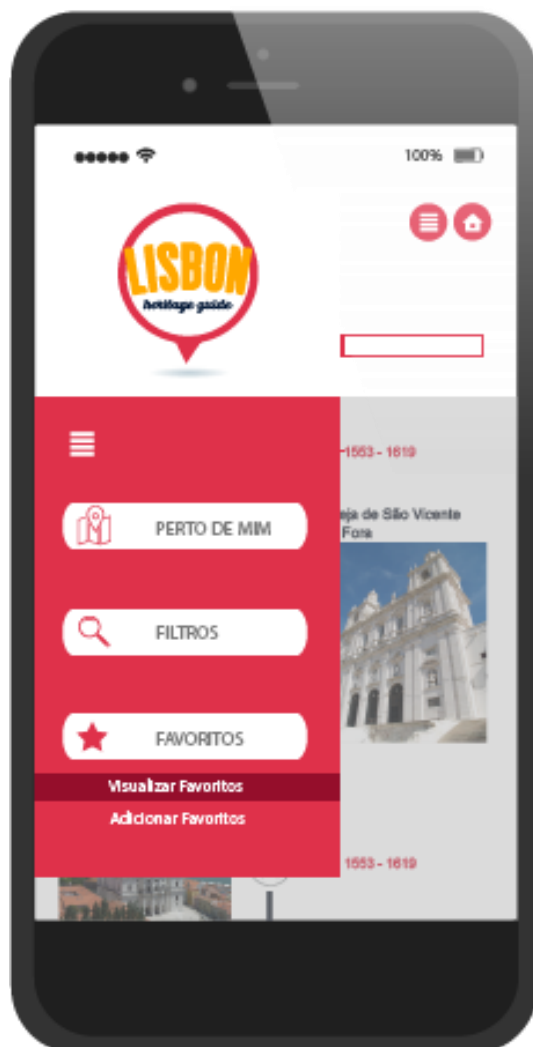 100%
LISBON
heritage guide
1553 - 1619
PERTO DE MIM
eja de São Vicente
Fora
FILTROS
FAVORITOS
Visualizar Favoritos
Adicionar Favoritos
1553 - 1619